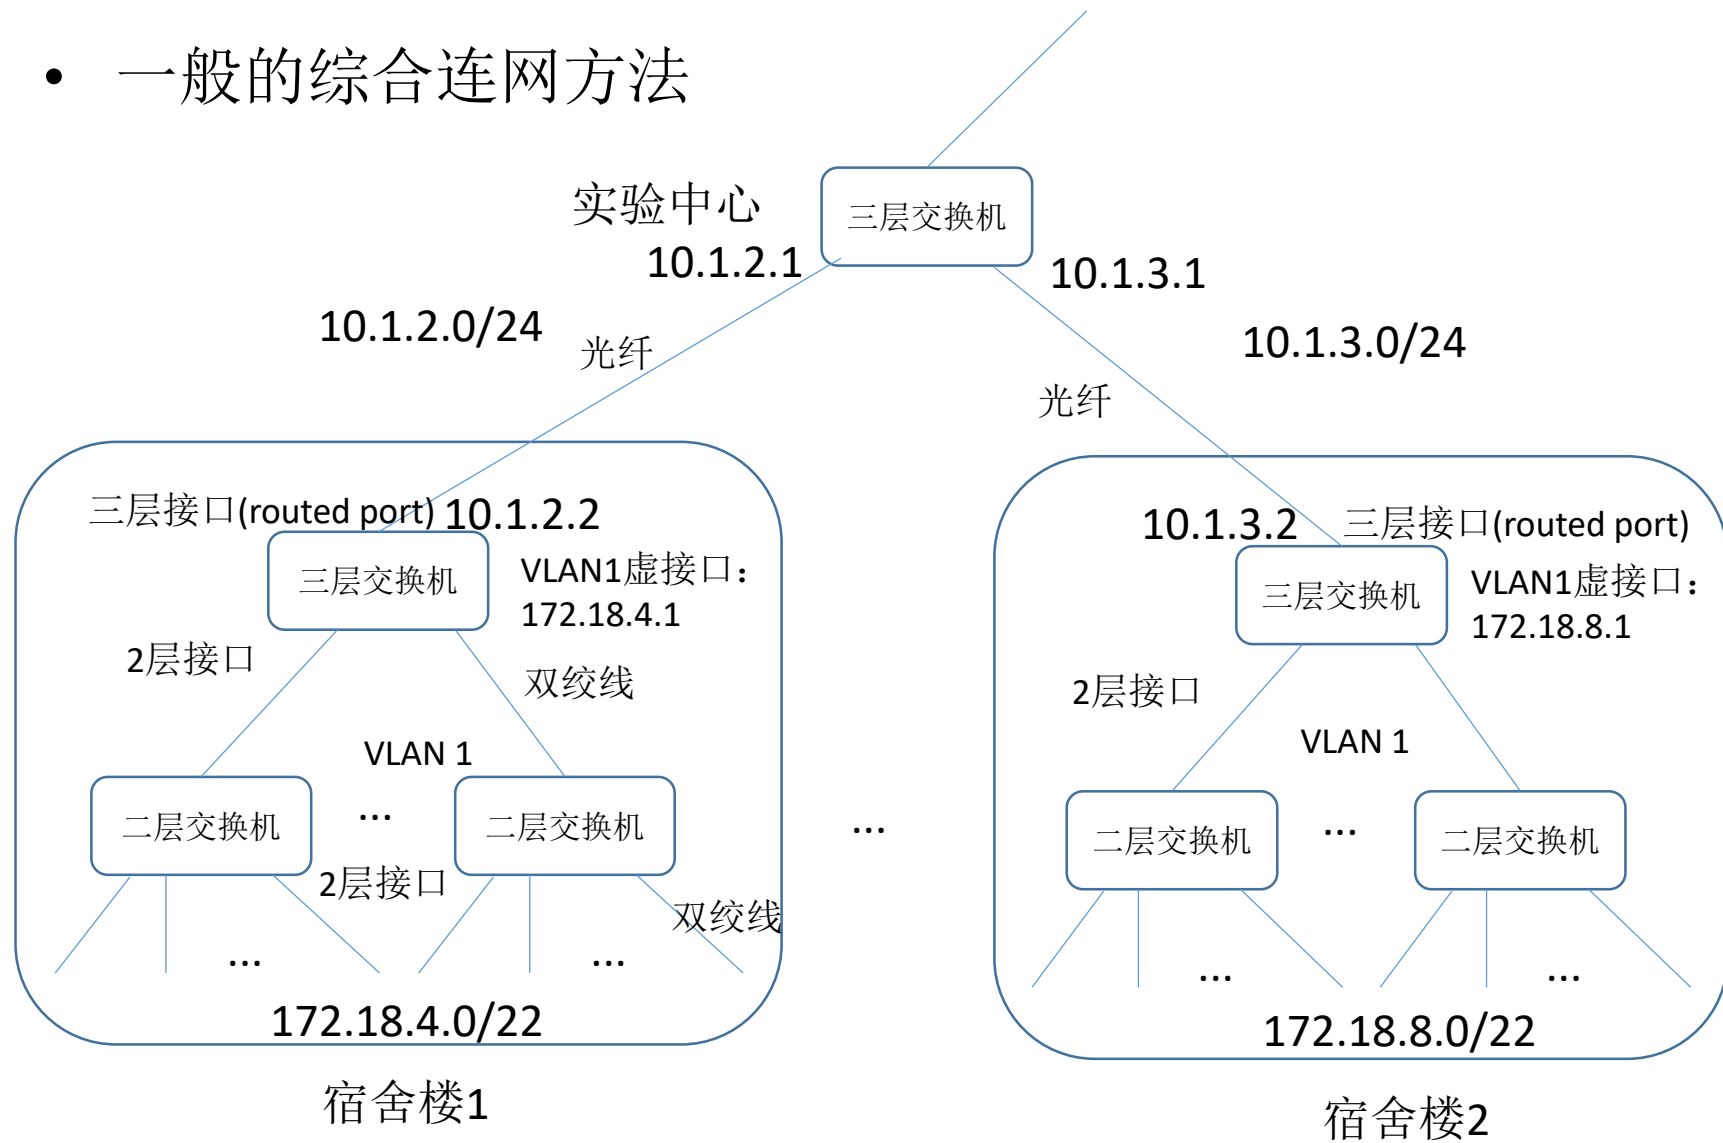 • 一般的综合连网方法
实验中心
三层交换机
10.1.2.1
10.1.3.1
10.1.2.0/24
光纤
10.1.3.0/24
光纤
三层接口(routed port) 10.1.2.2
三层交换机
VLAN1虚接口：
172.18.4.1
2层接口
双绞线
VLAN 1
二层交换机
...
二层交换机
2层接口
双绞线
...
...
172.18.4.0/22
宿舍楼1
...
10.1.3.2 三层接口(routed port)
三层交换机
VLAN1虚接口：
172.18.8.1
2层接口
VLAN 1
二层交换机
...
二层交换机
...
...
172.18.8.0/22
宿舍楼2